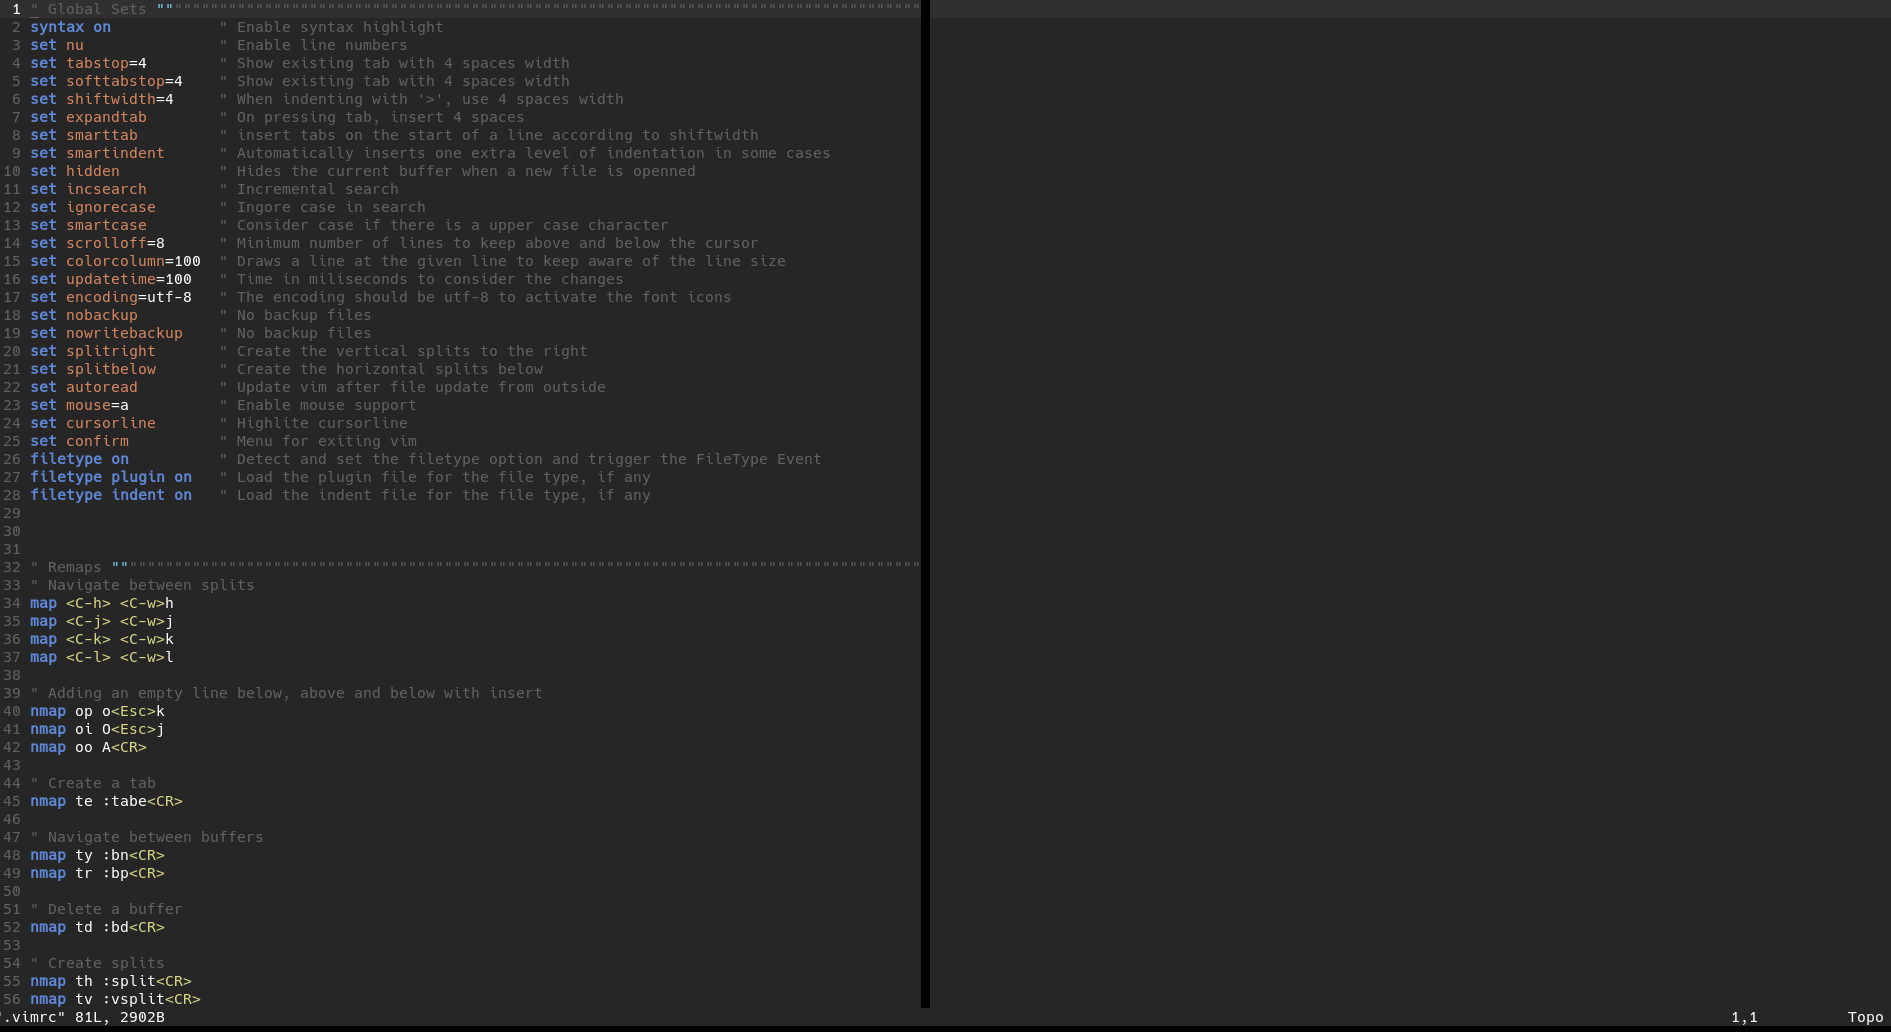 1 " Global Sets """""""""""""""""""""""""""""""""""""""""""""""""""""""""""""""""""""""""""""""""""""
2 syntax on            " Enable syntax highlight
3 set nu               " Enable line numbers
4 set tabstop=4        " Show existing tab with 4 spaces width
5 set softtabstop=4    " Show existing tab with 4 spaces width
6 set shiftwidth=4     " When indenting with '>', use 4 spaces width
7 set expandtab        " On pressing tab, insert 4 spaces
8 set smarttab         " insert tabs on the start of a line according to shiftwidth
9 set smartindent      " Automatically inserts one extra level of indentation in some cases
10 set hidden           " Hides the current buffer when a new file is openned
11 set incsearch        " Incremental search
12 set ignorecase       " Ingore case in search
13 set smartcase        " Consider case if there is a upper case character
14 set scrolloff=8      " Minimum number of lines to keep above and below the cursor
15 set colorcolumn=100  " Draws a line at the given line to keep aware of the line size
16 set updatetime=100   " Time in miliseconds to consider the changes
17 set encoding=utf-8   " The encoding should be utf-8 to activate the font icons
18 set nobackup         " No backup files
19 set nowritebackup    " No backup files
20 set splitright       " Create the vertical splits to the right
21 set splitbelow       " Create the horizontal splits below
22 set autoread         " Update vim after file update from outside
23 set mouse=a          " Enable mouse support
24 set cursorline       " Highlite cursorline
25 set confirm          " Menu for exiting vim
26 filetype on          " Detect and set the filetype option and trigger the FileType Event
27 filetype plugin on   " Load the plugin file for the file type, if any
28 filetype indent on   " Load the indent file for the file type, if any
29
30
31
32 " Remaps """"""""""""""""""""""""""""""""""""""""""""""""""""""""""""""""""""""""""""""""""""""""""
33 " Navigate between splits
34 map <C-h> <C-w>h
35 map <C-j> <C-w>j
36 map <C-k> <C-w>k
37 map <C-l> <C-w>l
38
39 " Adding an empty line below, above and below with insert
40 nmap op o<Esc>k
41 nmap oi O<Esc>j
42 nmap oo A<CR>
43
44 " Create a tab
45 nmap te :tabe<CR>
46
47 " Navigate between buffers
48 nmap ty :bn<CR>
49 nmap tr :bp<CR>
50
51 " Delete a buffer
52 nmap td :bd<CR>
53
54 " Create splits
55 nmap th :split<CR>
56 nmap tv :vsplit<CR>
".vimrc" 81L, 2902B 1,1 Topo